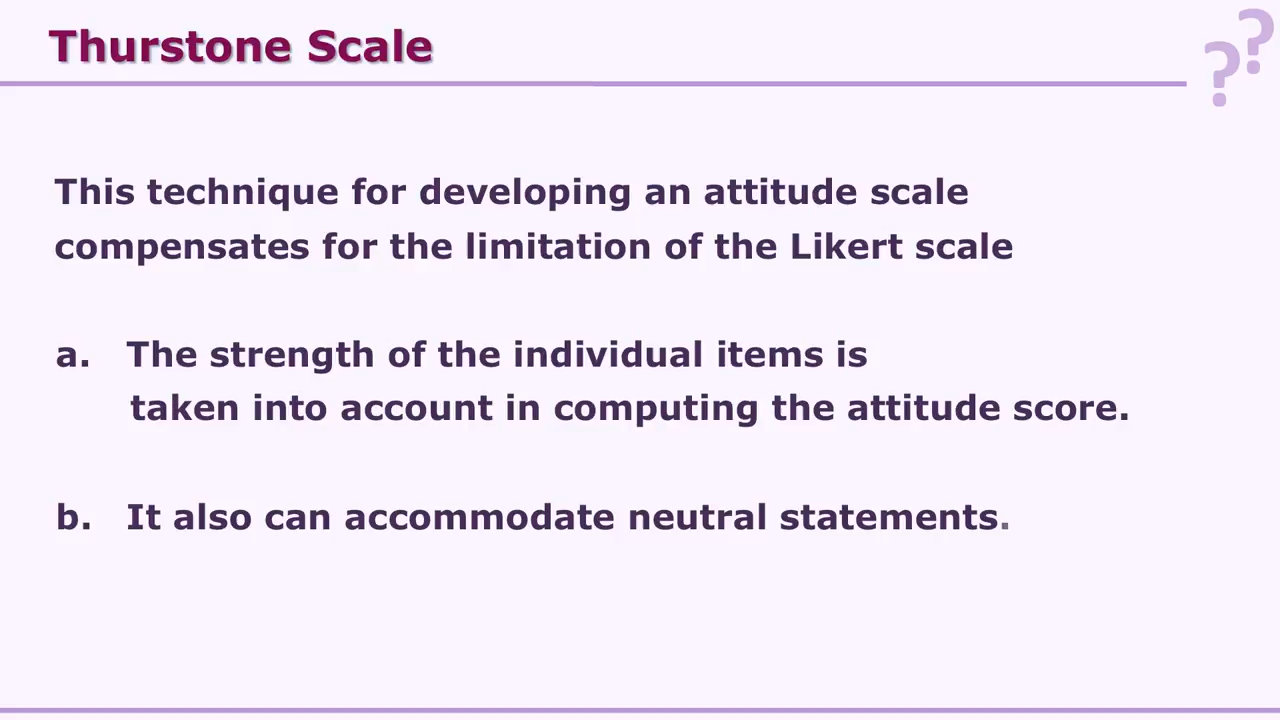 Thurstone Scale
??
This technique for developing an attitude scale
compensates for the limitation of the Likert scale
a. The strength of the individual items is
taken into account in computing the attitude score.
b. It also can accommodate neutral statements.